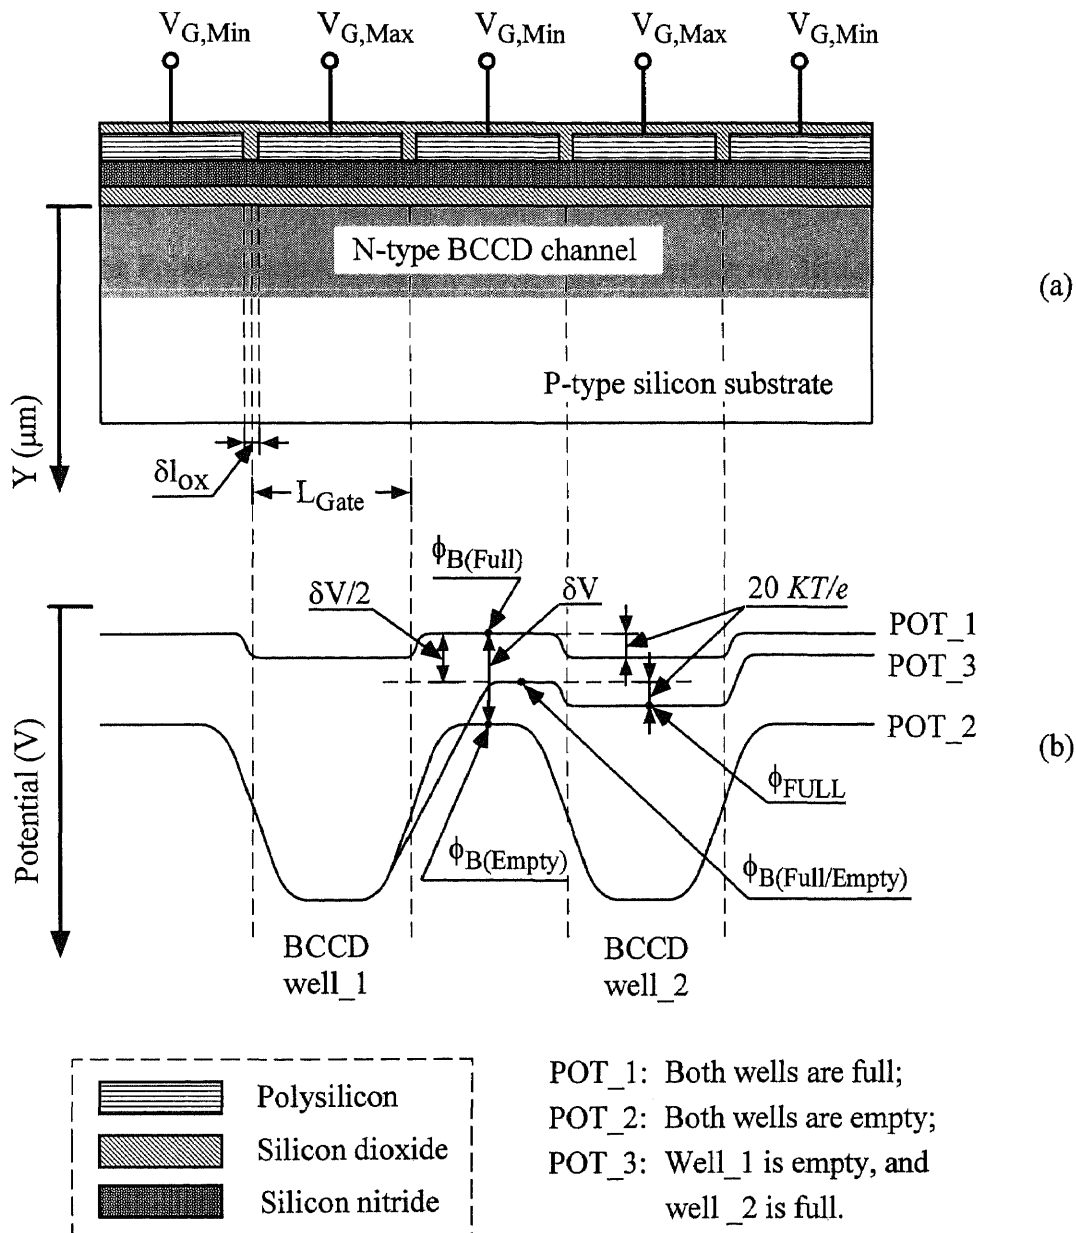 V_G,Min V_G,Max V_G,Min V_G,Max V_G,Min
N-type BCCD channel
(a)
P-type silicon substrate
Y (μm)
δl_ox
L_Gate
ϕ_B(Full)
δV/2
δV
20 KT/e
POT_1
POT_3
POT_2
Potential (V)
(b)
ϕ_FULL
ϕ_B(Empty)
ϕ_B(Full/Empty)
BCCD
well_1
BCCD
well_2
Polysilicon
Silicon dioxide
Silicon nitride
POT_1: Both wells are full;
POT_2: Both wells are empty;
POT_3: Well_1 is empty, and
well _2 is full.